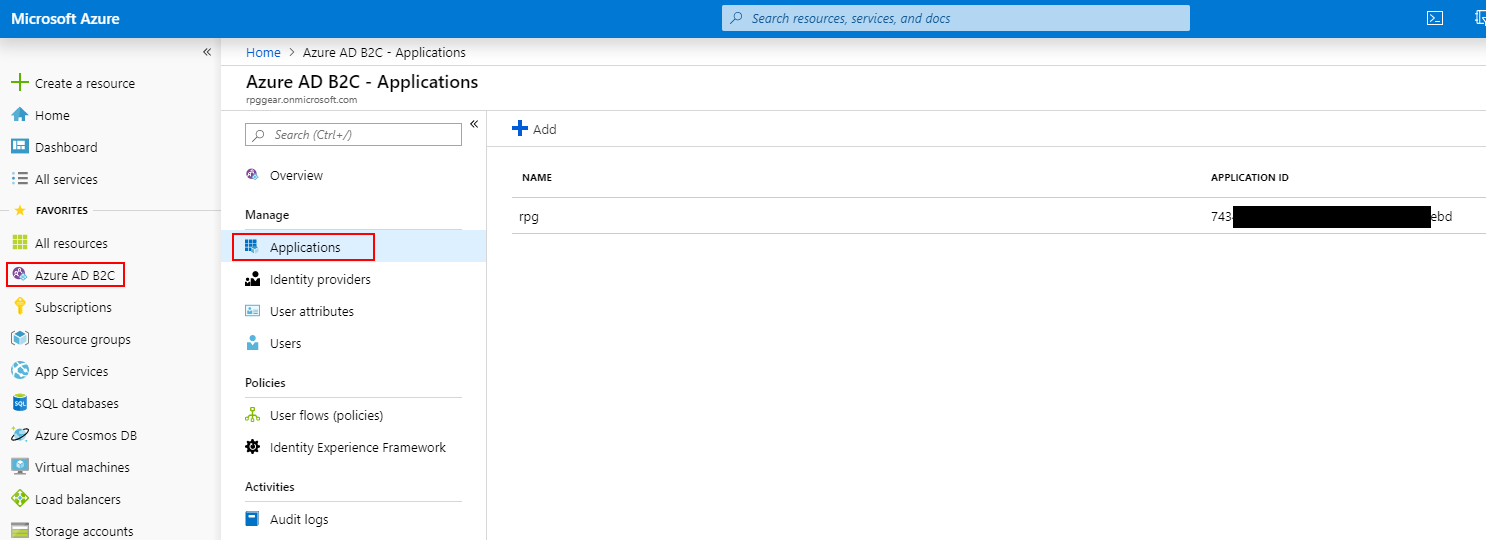 Microsoft Azure
Search resources, services, and docs
Create a resource
Home
Dashboard
All services
FAVORITES
All resources
Azure AD B2C
Subscriptions
Resource groups
App Services
SQL databases
Azure Cosmos DB
Virtual machines
Load balancers
Storage accounts
Home > Azure AD B2C - Applications
Azure AD B2C - Applications
rpggear.onmicrosoft.com
Search (Ctrl+/)
Overview
Manage
Applications
Identity providers
User attributes
Users
Policies
User flows (policies)
Identity Experience Framework
Activities
Audit logs
Add
NAME APPLICATION ID
rpg 743 ebd